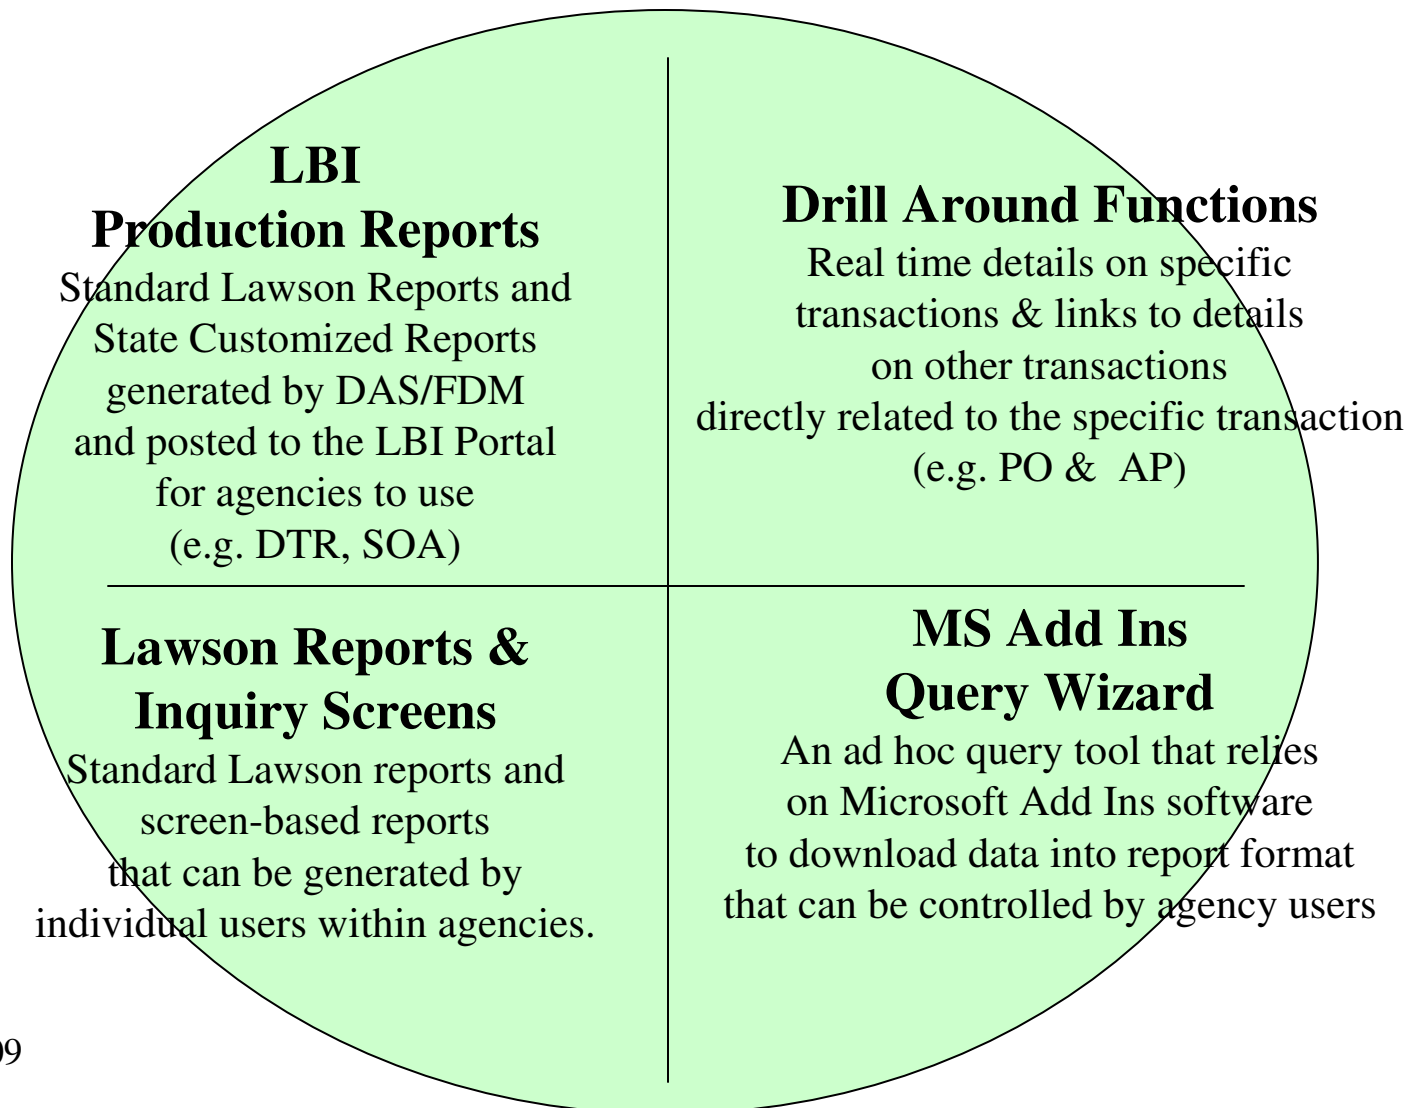 LBI
Production Reports
Standard Lawson Reports and
State Customized Reports
generated by DAS/FDM
and posted to the LBI Portal
for agencies to use
(e.g. DTR, SOA)
Drill Around Functions
Real time details on specific
transactions & links to details
on other transactions
directly related to the specific transaction
(e.g. PO &  AP)
Lawson Reports &
Inquiry Screens
Standard Lawson reports and
screen-based reports
that can be generated by
individual users within agencies.
MS Add Ins
Query Wizard
An ad hoc query tool that relies
on Microsoft Add Ins software
to download data into report format
that can be controlled by agency users